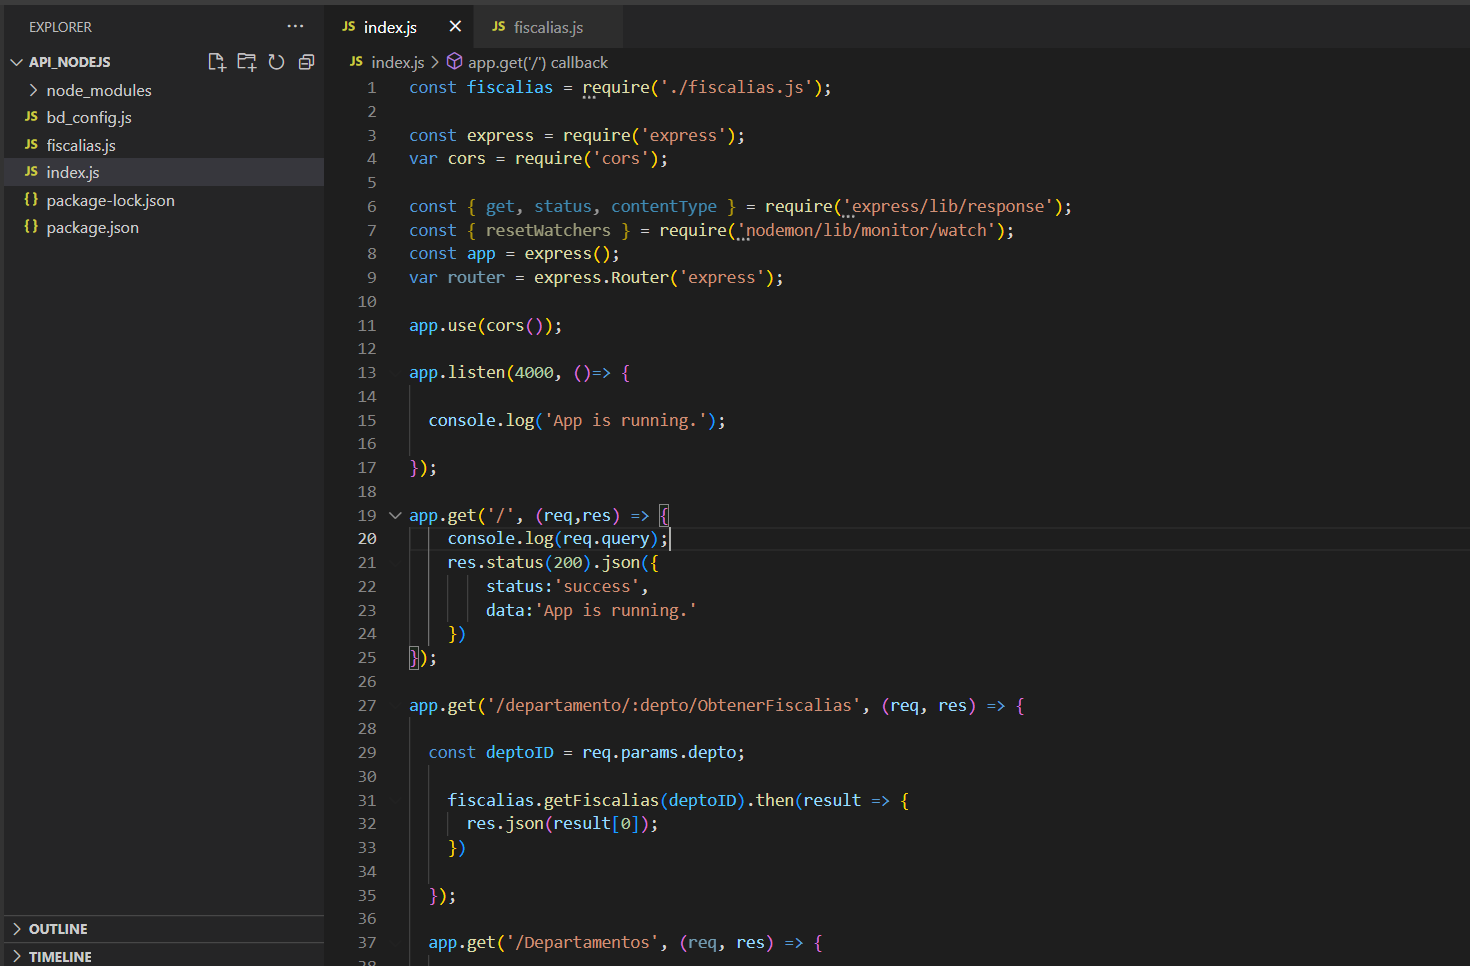 EXPLORER
···
API_NODEJS
node_modules
JS bd_config.js
JS fiscalias.js
JS index.js
{} package-lock.json
{} package.json
OUTLINE
TIMELINE
JS index.js ×
JS fiscalias.js
JS index.js > app.get('/') callback
1 const fiscalias = require('./fiscalias.js');
2
3 const express = require('express');
4 var cors = require('cors');
5
6 const { get, status, contentType } = require('express/lib/response');
7 const { resetWatchers } = require('nodemon/lib/monitor/watch');
8 const app = express();
9 var router = express.Router('express');
10
11 app.use(cors());
12
13 app.listen(4000, ()=> {
14
15 console.log('App is running.');
16
17 });
18
19 app.get('/', (req,res) => {
20 console.log(req.query);
21 res.status(200).json({
22 status:'success',
23 data:'App is running.'
24 })
25 });
26
27 app.get('/departamento/:depto/ObtenerFiscalias', (req, res) => {
28
29 const deptoID = req.params.depto;
30
31 fiscalias.getFiscalias(deptoID).then(result => {
32 res.json(result[0]);
33 })
34
35 });
36
37 app.get('/Departamentos', (req, res) => {
38